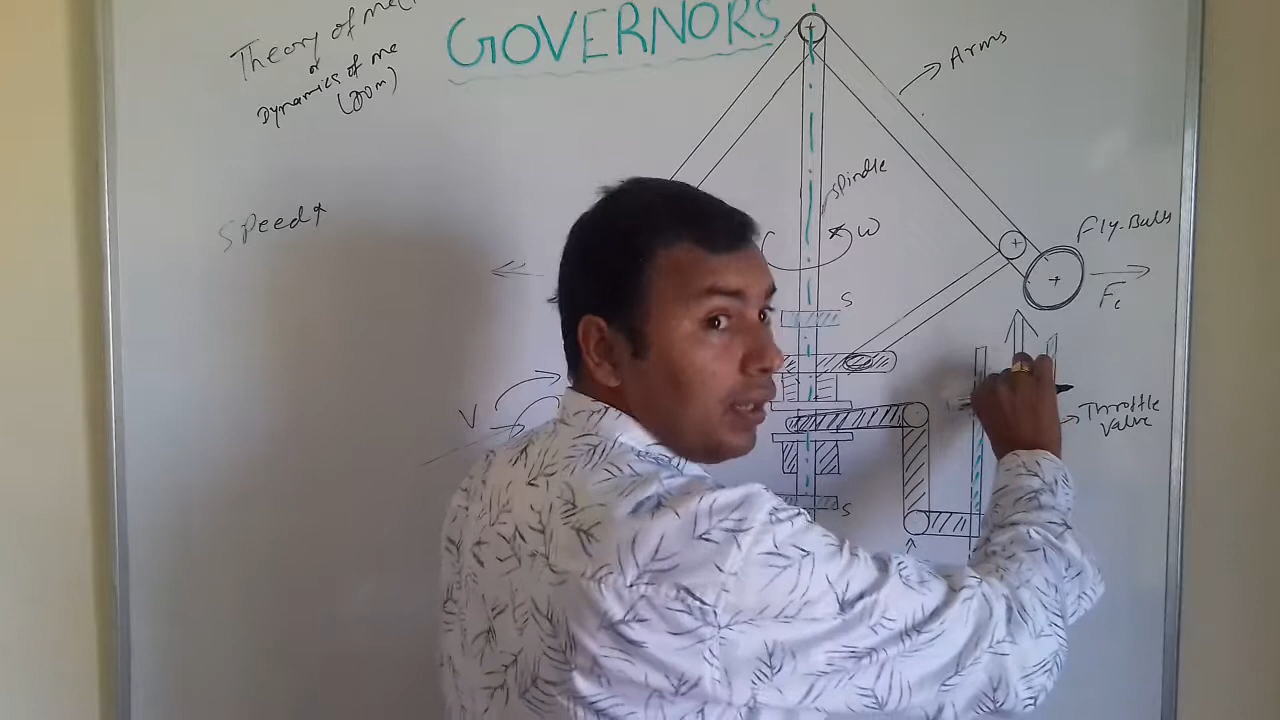 Theory of
or
Dynamics of
GOVERNORS
Arms
Spindle
ω
Speed
Fly-Balls
Fc
S
V
Throttle
Valve
S